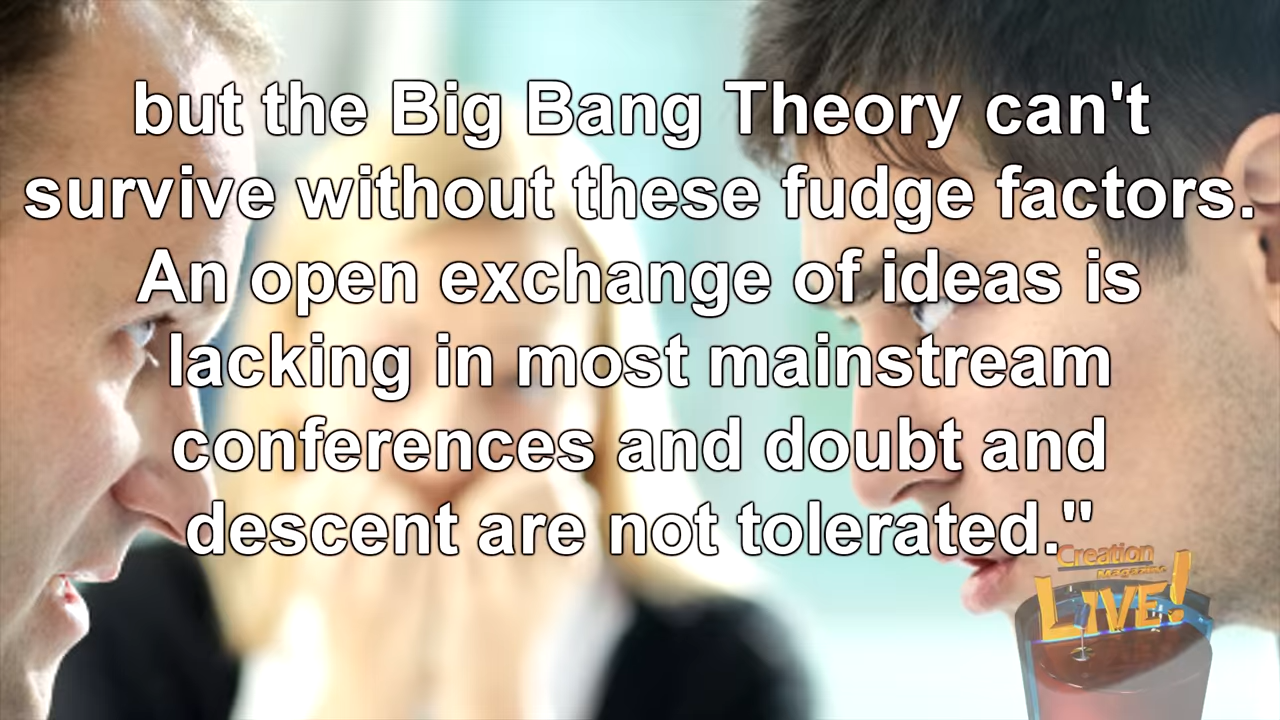 but the Big Bang Theory can't
survive without these fudge factors.
An open exchange of ideas is
lacking in most mainstream
conferences and doubt and
descent are not tolerated."
Creation
Magazine
LIVE!